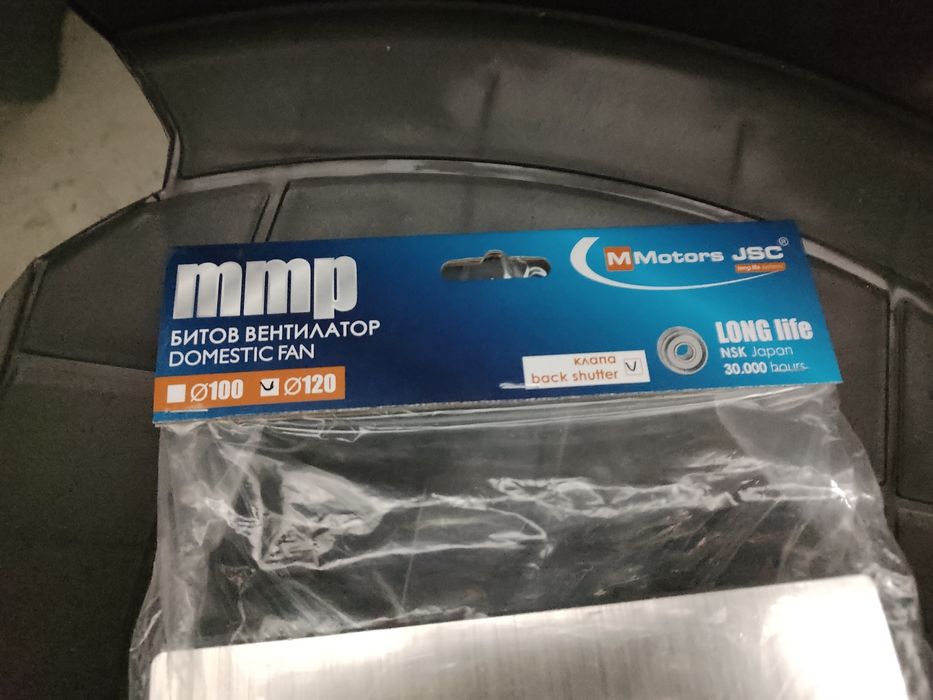 mmp
БИТОВ ВЕНТИЛАТОР
DOMESTIC FAN
Ø100 Ø120
клапа
back shutter
M MMotors JSC®
long life systems
LONG life
NSK Japan
30.000 hours